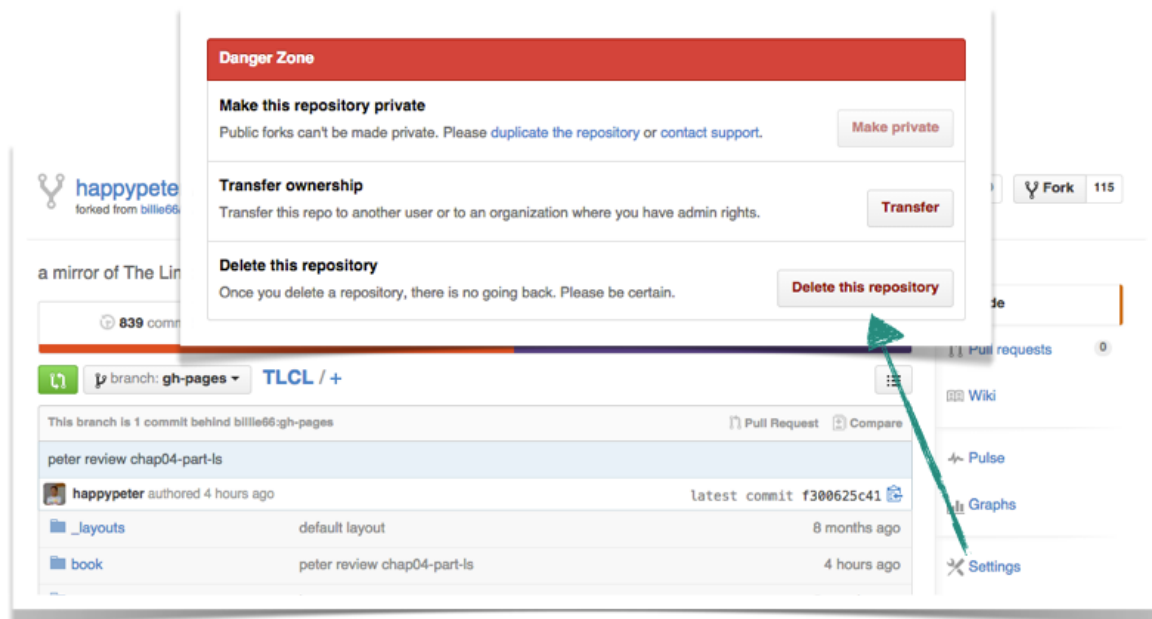 Danger Zone
Make this repository private
Public forks can't be made private. Please duplicate the repository or contact support.
Make private
Transfer ownership
Transfer this repo to another user or to an organization where you have admin rights.
Transfer
Delete this repository
Once you delete a repository, there is no going back. Please be certain.
Delete this repository
happypete
forked from billie66
Fork 115
a mirror of The Lin
839 comm
de
Pull requests 0
branch: gh-pages
TLCL / +
Wiki
This branch is 1 commit behind billie66:gh-pages
Pull Request
Compare
peter review chap04-part-ls
Pulse
happypeter authored 4 hours ago
latest commit f300625c41
Graphs
_layouts default layout 8 months ago
book peter review chap04-part-ls 4 hours ago
Settings